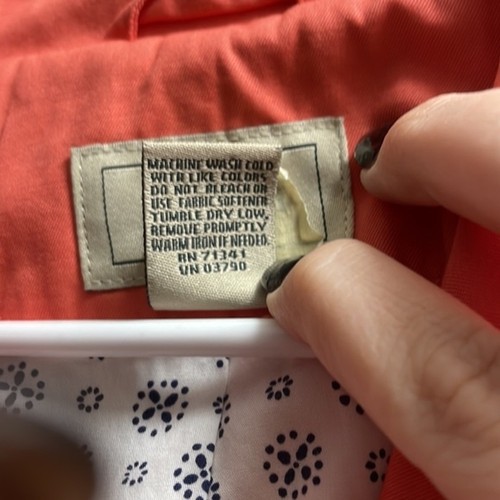 MACHINE WASH COLD
WITH LIKE COLORS
DO NOT BLEACH OR
USE FABRIC SOFTENER
TUMBLE DRY LOW,
REMOVE PROMPTLY
WARM IRON IF NEEDED.
RN 71341
UN 03790